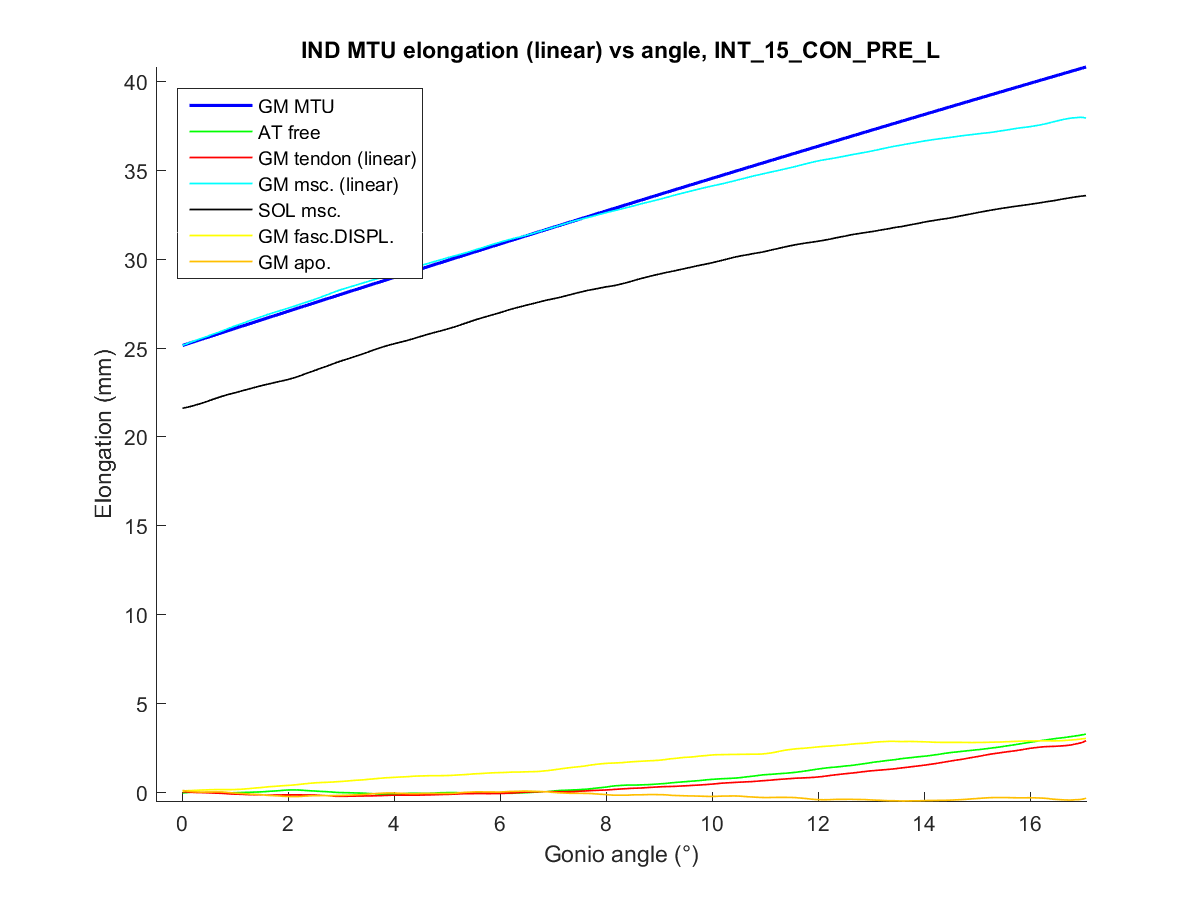 IND MTU elongation (linear) vs angle, INT_15_CON_PRE_L
40
35
30
25
20
15
10
5
0
Elongation (mm)
GM MTU
AT free
GM tendon (linear)
GM msc. (linear)
SOL msc.
GM fasc.DISPL.
GM apo.
0 2 4 6 8 10 12 14 16
Gonio angle (°)